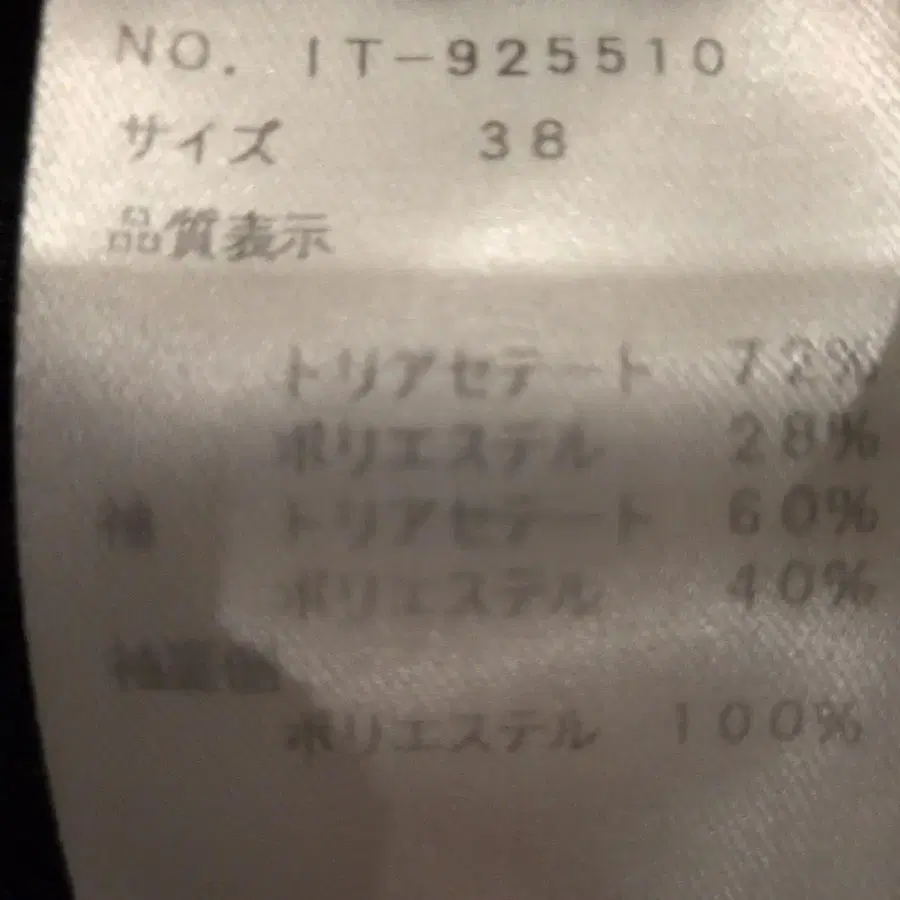 NO. IT-925510
サイズ 38
品質表示
トリアセテート 72%
ポリエステル 28%
袖 トリアセテート 60%
ポリエステル 40%
ポリエステル 100%